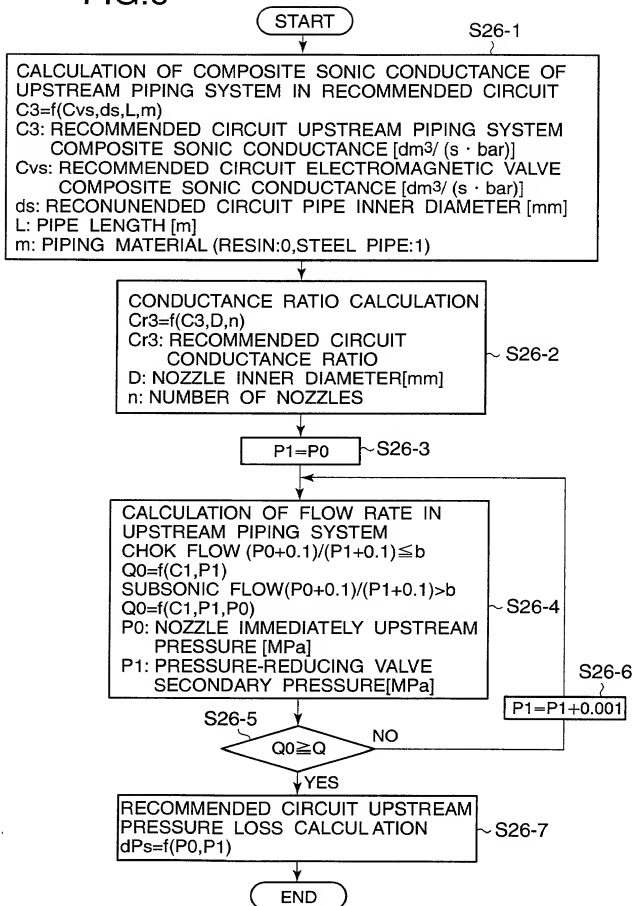 START
S26-1
CALCULATION OF COMPOSITE SONIC CONDUCTANCE OF
UPSTREAM PIPING SYSTEM IN RECOMMENDED CIRCUIT
C3=f(Cvs,ds,L,m)
C3: RECOMMENDED CIRCUIT UPSTREAM PIPING SYSTEM
COMPOSITE SONIC CONDUCTANCE [dm³/ (s · bar)]
Cvs: RECOMMENDED CIRCUIT ELECTROMAGNETIC VALVE
COMPOSITE SONIC CONDUCTANCE [dm³/ (s · bar)]
ds: RECONUNENDED CIRCUIT PIPE INNER DIAMETER [mm]
L: PIPE LENGTH [m]
m: PIPING MATERIAL (RESIN:0,STEEL PIPE:1)
CONDUCTANCE RATIO CALCULATION
Cr3=f(C3,D,n)
Cr3: RECOMMENDED CIRCUIT
CONDUCTANCE RATIO
D: NOZZLE INNER DIAMETER[mm]
n: NUMBER OF NOZZLES
S26-2
P1=P0
S26-3
CALCULATION OF FLOW RATE IN
UPSTREAM PIPING SYSTEM
CHOK FLOW (P0+0.1)/(P1+0.1)≦b
Q0=f(C1,P1)
SUBSONIC FLOW(P0+0.1)/(P1+0.1)>b
Q0=f(C1,P1,P0)
P0: NOZZLE IMMEDIATELY UPSTREAM
PRESSURE [MPa]
P1: PRESSURE-REDUCING VALVE
SECONDARY PRESSURE[MPa]
S26-4
S26-6
P1=P1+0.001
S26-5
Q0≧Q
NO
YES
RECOMMENDED CIRCUIT UPSTREAM
PRESSURE LOSS CALCULATION
dPs=f(P0,P1)
S26-7
END